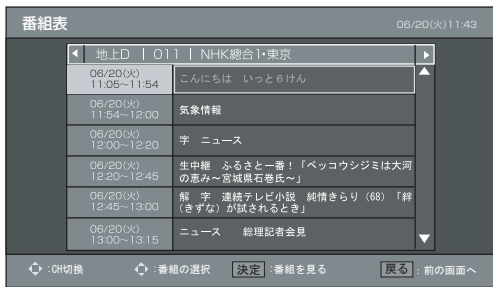 番組表
06/20(火)11:43
地上D | 011 | NHK總合1・東京
06/20(火)
11:05~11:54
こんにちは いっと6けん
06/20(火)
11:54~12:00
気象情報
06/20(火)
12:00~12:20
字 ニュース
06/20(火)
12:20~12:45
生中継 ふるさと一番!「ベッコウシジミは大河
の恵み~宮城県石巻氏~」
06/20(火)
12:45~13:00
解 字 連続テレビ小説 純情きらり (68) 「絆
(きずな) が試されるとき」
06/20(火)
13:00~13:15
ニュース 総理記者会見
:CH切換 :番組の選択 決定 :番組を見る 戻る :前の画面へ